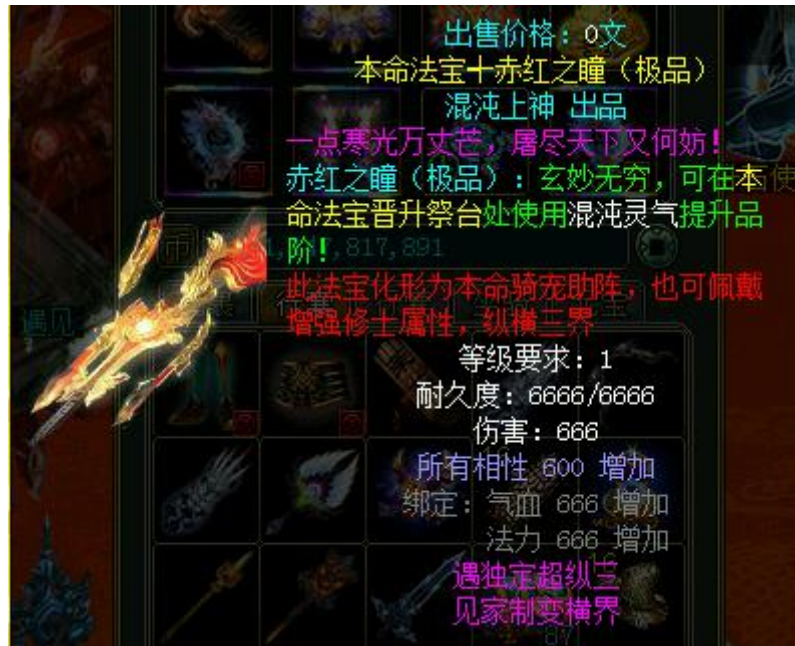 出售价格：0文
本命法宝十赤红之瞳（极品）
混沌上神 出品
一点寒光万丈芒，屠尽天下又何妨！
赤红之瞳（极品）：玄妙无穷，可在本
命法宝晋升祭台处使用混沌灵气提升品
阶！
,817,891
此法宝化形为本命骑宠助阵，也可佩戴
增强修士属性，纵横三界
遇见
等级要求：1
耐久度：6666/6666
伤害：666
所有相性 600 增加
绑定：气血 666 增加
法力 666 增加
遇独定超纵三
见家制变横界